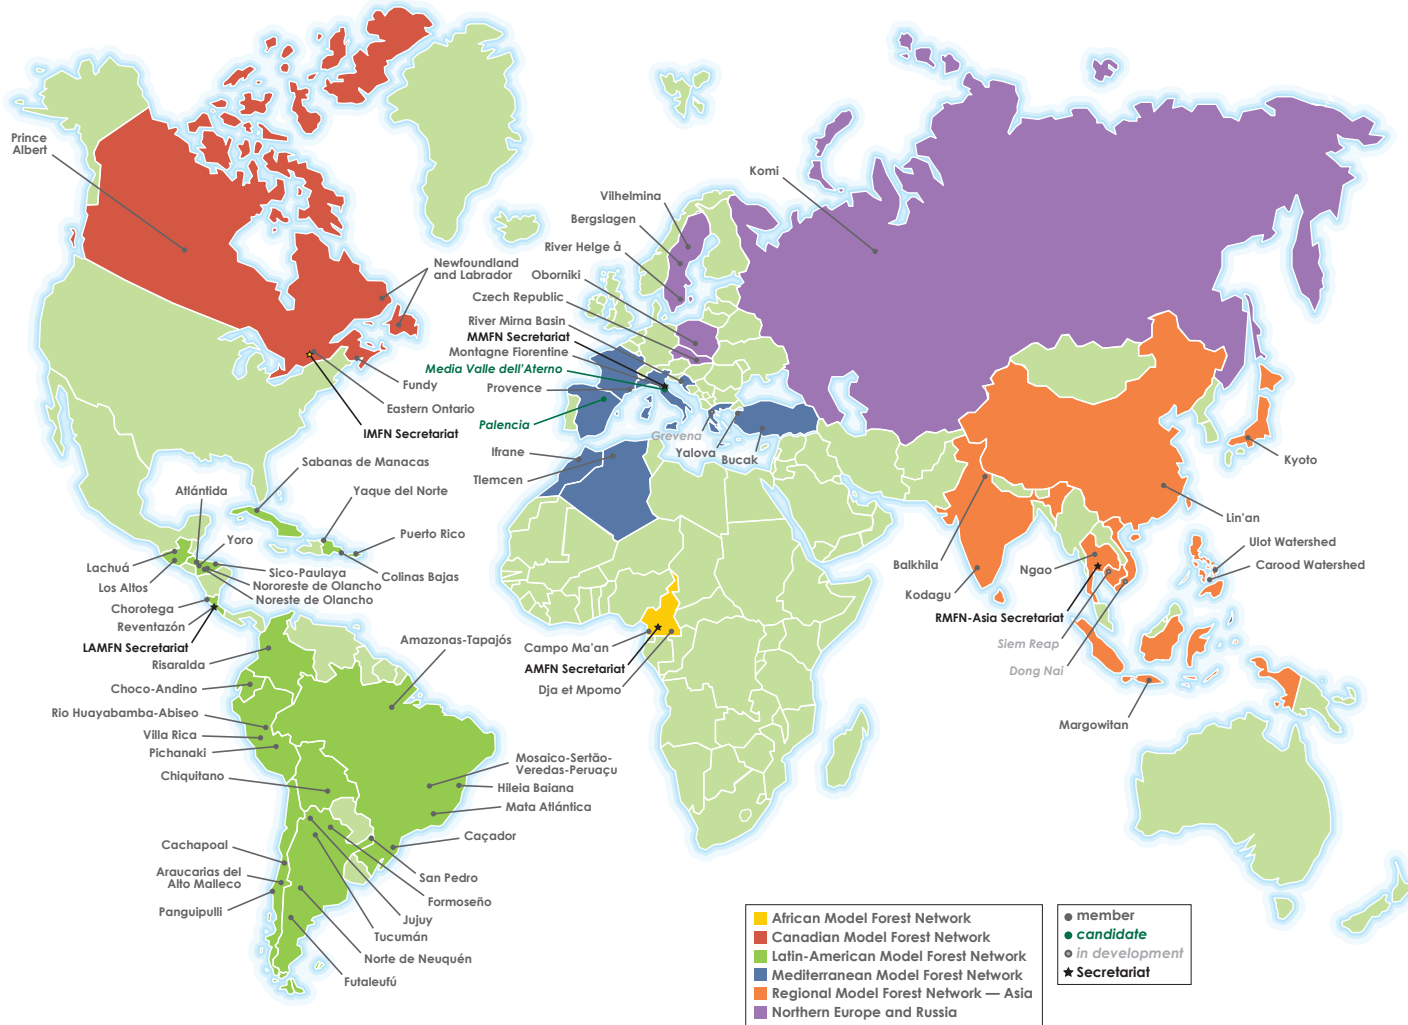 Prince
Albert
Newfoundland
and Labrador
Fundy
Eastern Ontario
IMFN Secretariat
Sabanas de Manacas
Atlántida
Yaque del Norte
Yoro
Puerto Rico
Lachuá
Sico-Paulaya
Colinas Bajas
Los Altos
Nororeste de Olancho
Noreste de Olancho
Chorotega
Reventazón
LAMFN Secretariat
Risaralda
Amazonas-Tapajós
Choco-Andino
Rio Huayabamba-Abiseo
Villa Rica
Pichanaki
Chiquitano
Mosaico-Sertão-
Veredas-Peruaçu
Hileia Baiana
Mata Atlántica
Caçador
Cachapoal
Araucarias del
Alto Malleco
San Pedro
Panguipulli
Formoseño
Jujuy
Tucumán
Norte de Neuquén
Futaleufú
Komi
Vilhelmina
Bergslagen
River Helge å
Oborniki
Czech Republic
River Mirna Basin
MMFN Secretariat
Montagne Fiorentine
Media Valle dell'Aterno
Provence
Palencia
Grevena
Yalova
Bucak
Ifrane
Tlemcen
Campo Ma'an
AMFN Secretariat
Dja et Mpomo
Kyoto
Lin'an
Ulot Watershed
Carood Watershed
Balkhila
Ngao
Kodagu
RMFN-Asia Secretariat
Siem Reap
Dong Nai
Margowitan
African Model Forest Network
Canadian Model Forest Network
Latin-American Model Forest Network
Mediterranean Model Forest Network
Regional Model Forest Network — Asia
Northern Europe and Russia
member
candidate
in development
Secretariat